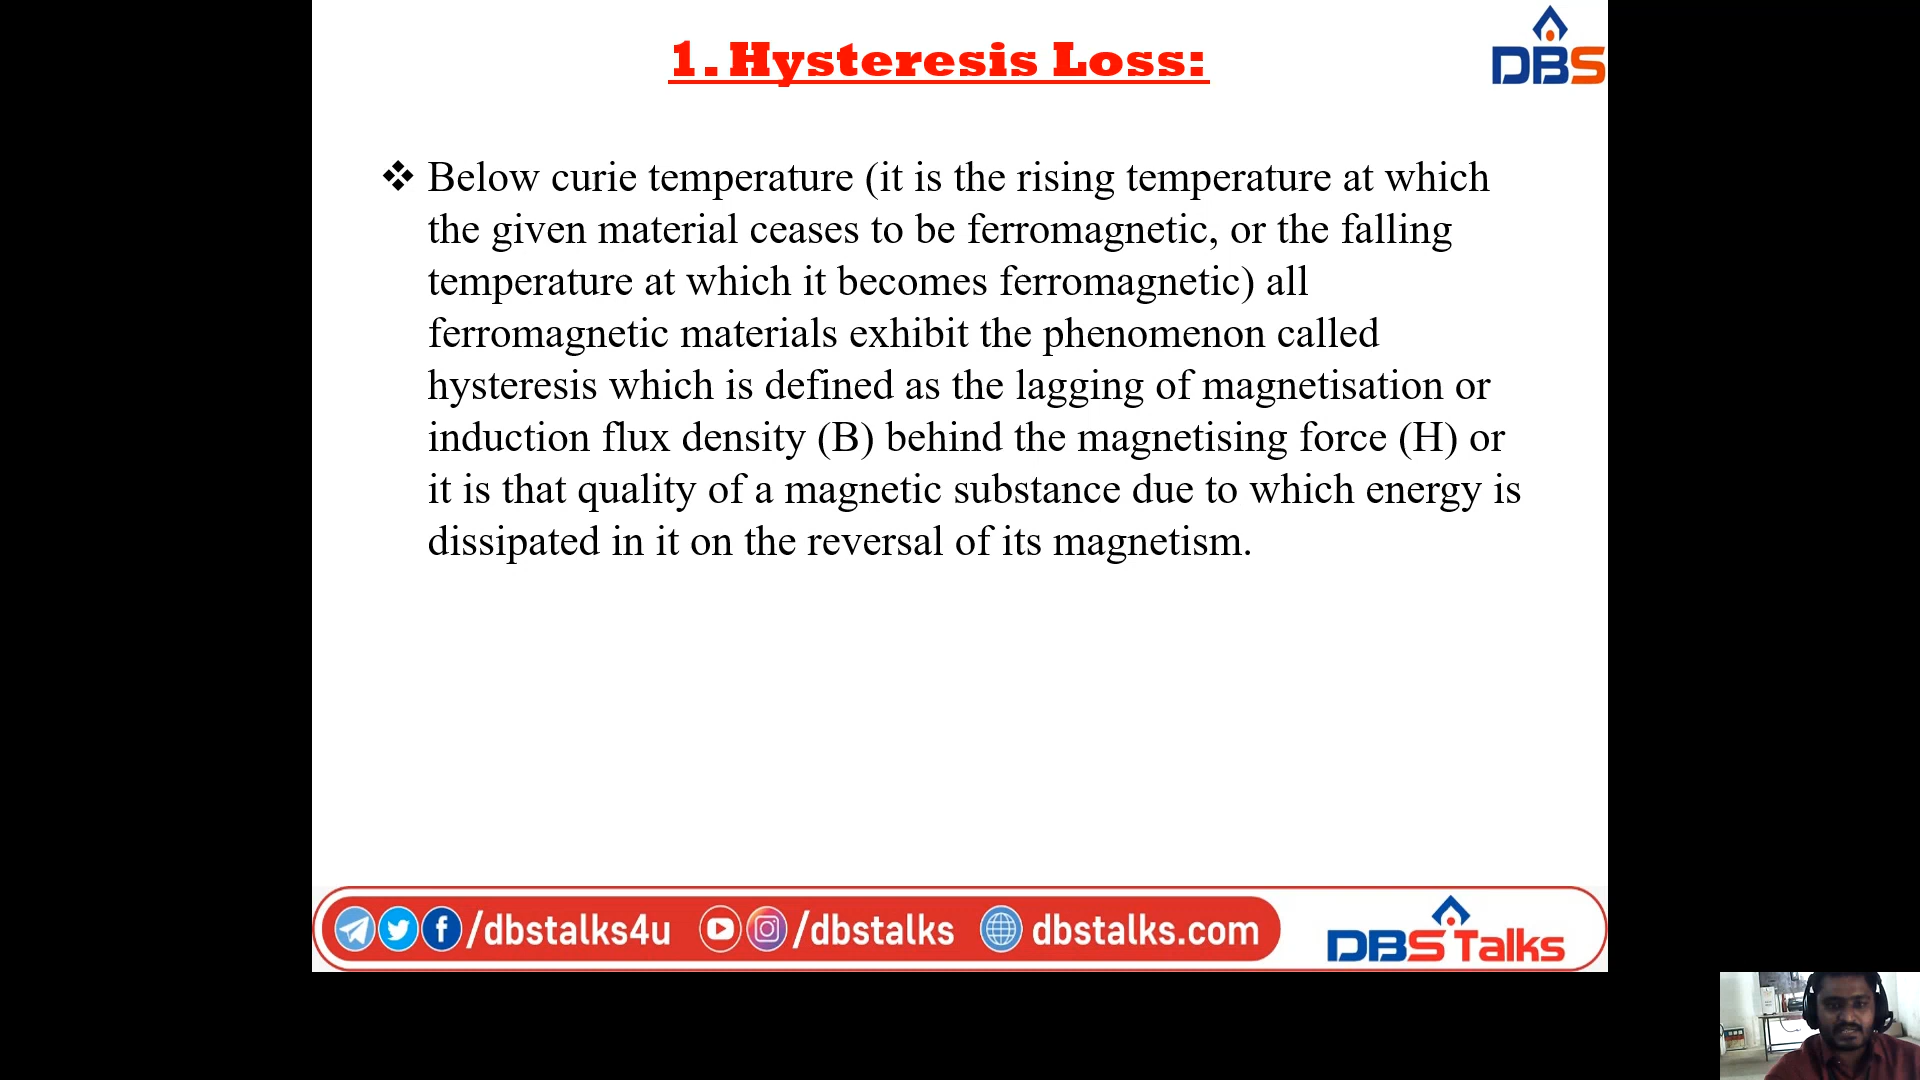 1. Hysteresis Loss:
DBS
❖ Below curie temperature (it is the rising temperature at which
the given material ceases to be ferromagnetic, or the falling
temperature at which it becomes ferromagnetic) all
ferromagnetic materials exhibit the phenomenon called
hysteresis which is defined as the lagging of magnetisation or
induction flux density (B) behind the magnetising force (H) or
it is that quality of a magnetic substance due to which energy is
dissipated in it on the reversal of its magnetism.
/dbstalks4u /dbstalks dbstalks.com DBS Talks